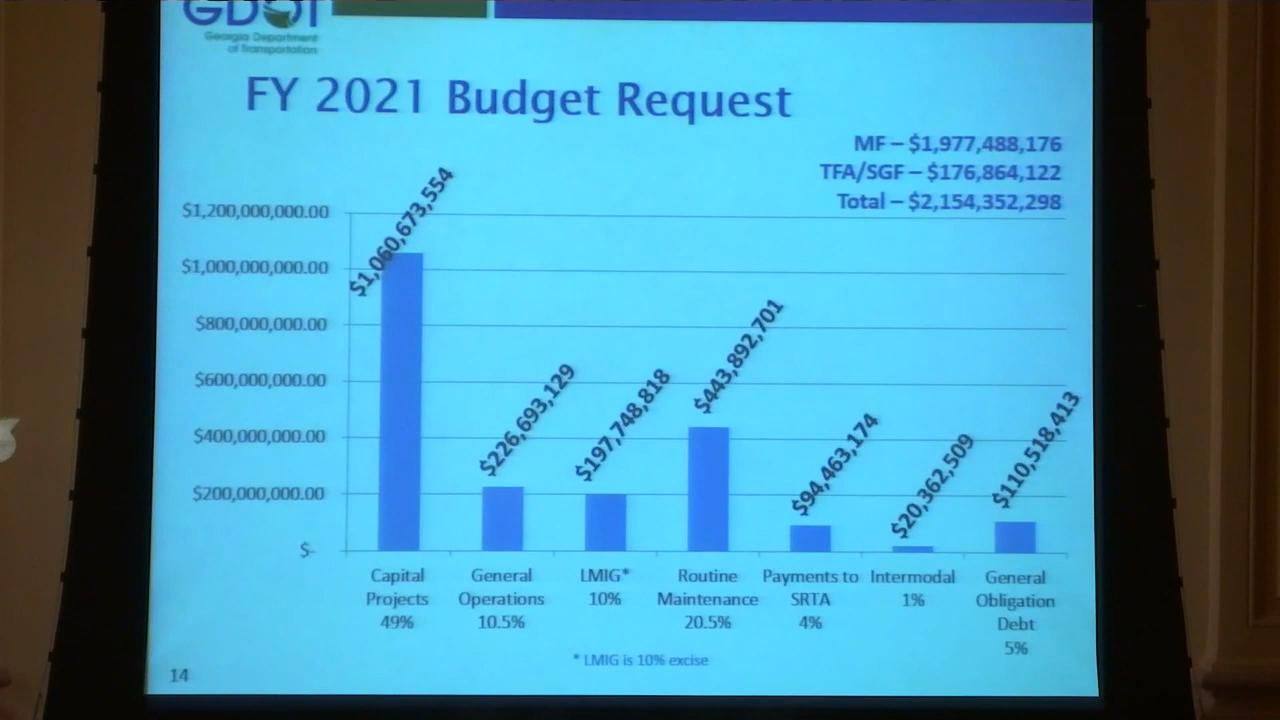 GDOT
Georgia Department
of Transportation
FY 2021 Budget Request
MF – $1,977,488,176
TFA/SGF – $176,864,122
Total – $2,154,352,298
$1,200,000,000.00
$1,000,000,000.00
$800,000,000.00
$600,000,000.00
$400,000,000.00
$200,000,000.00
$-
$1,060,673,554
$226,693,129
$197,748,818
$443,892,701
$94,463,174
$20,362,509
$110,518,413
Capital
Projects
49%
General
Operations
10.5%
LMIG*
10%
Routine
Maintenance
20.5%
Payments to
SRTA
4%
Intermodal
1%
General
Obligation
Debt
5%
* LMIG is 10% excise
14